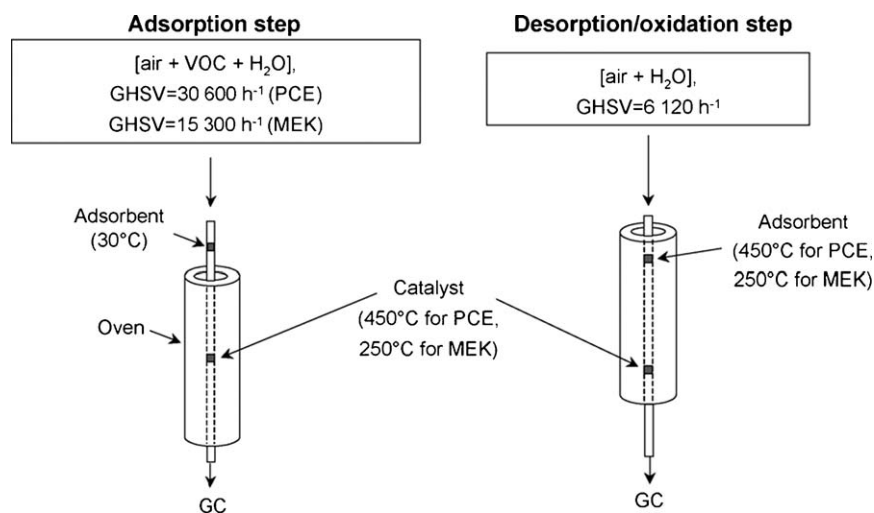 Adsorption step
[air + VOC + H₂O],
GHSV=30 600 h⁻¹ (PCE)
GHSV=15 300 h⁻¹ (MEK)
Adsorbent
(30°C)
Oven
GC
Catalyst
(450°C for PCE,
250°C for MEK)
Desorption/oxidation step
[air + H₂O],
GHSV=6 120 h⁻¹
Adsorbent
(450°C for PCE,
250°C for MEK)
GC